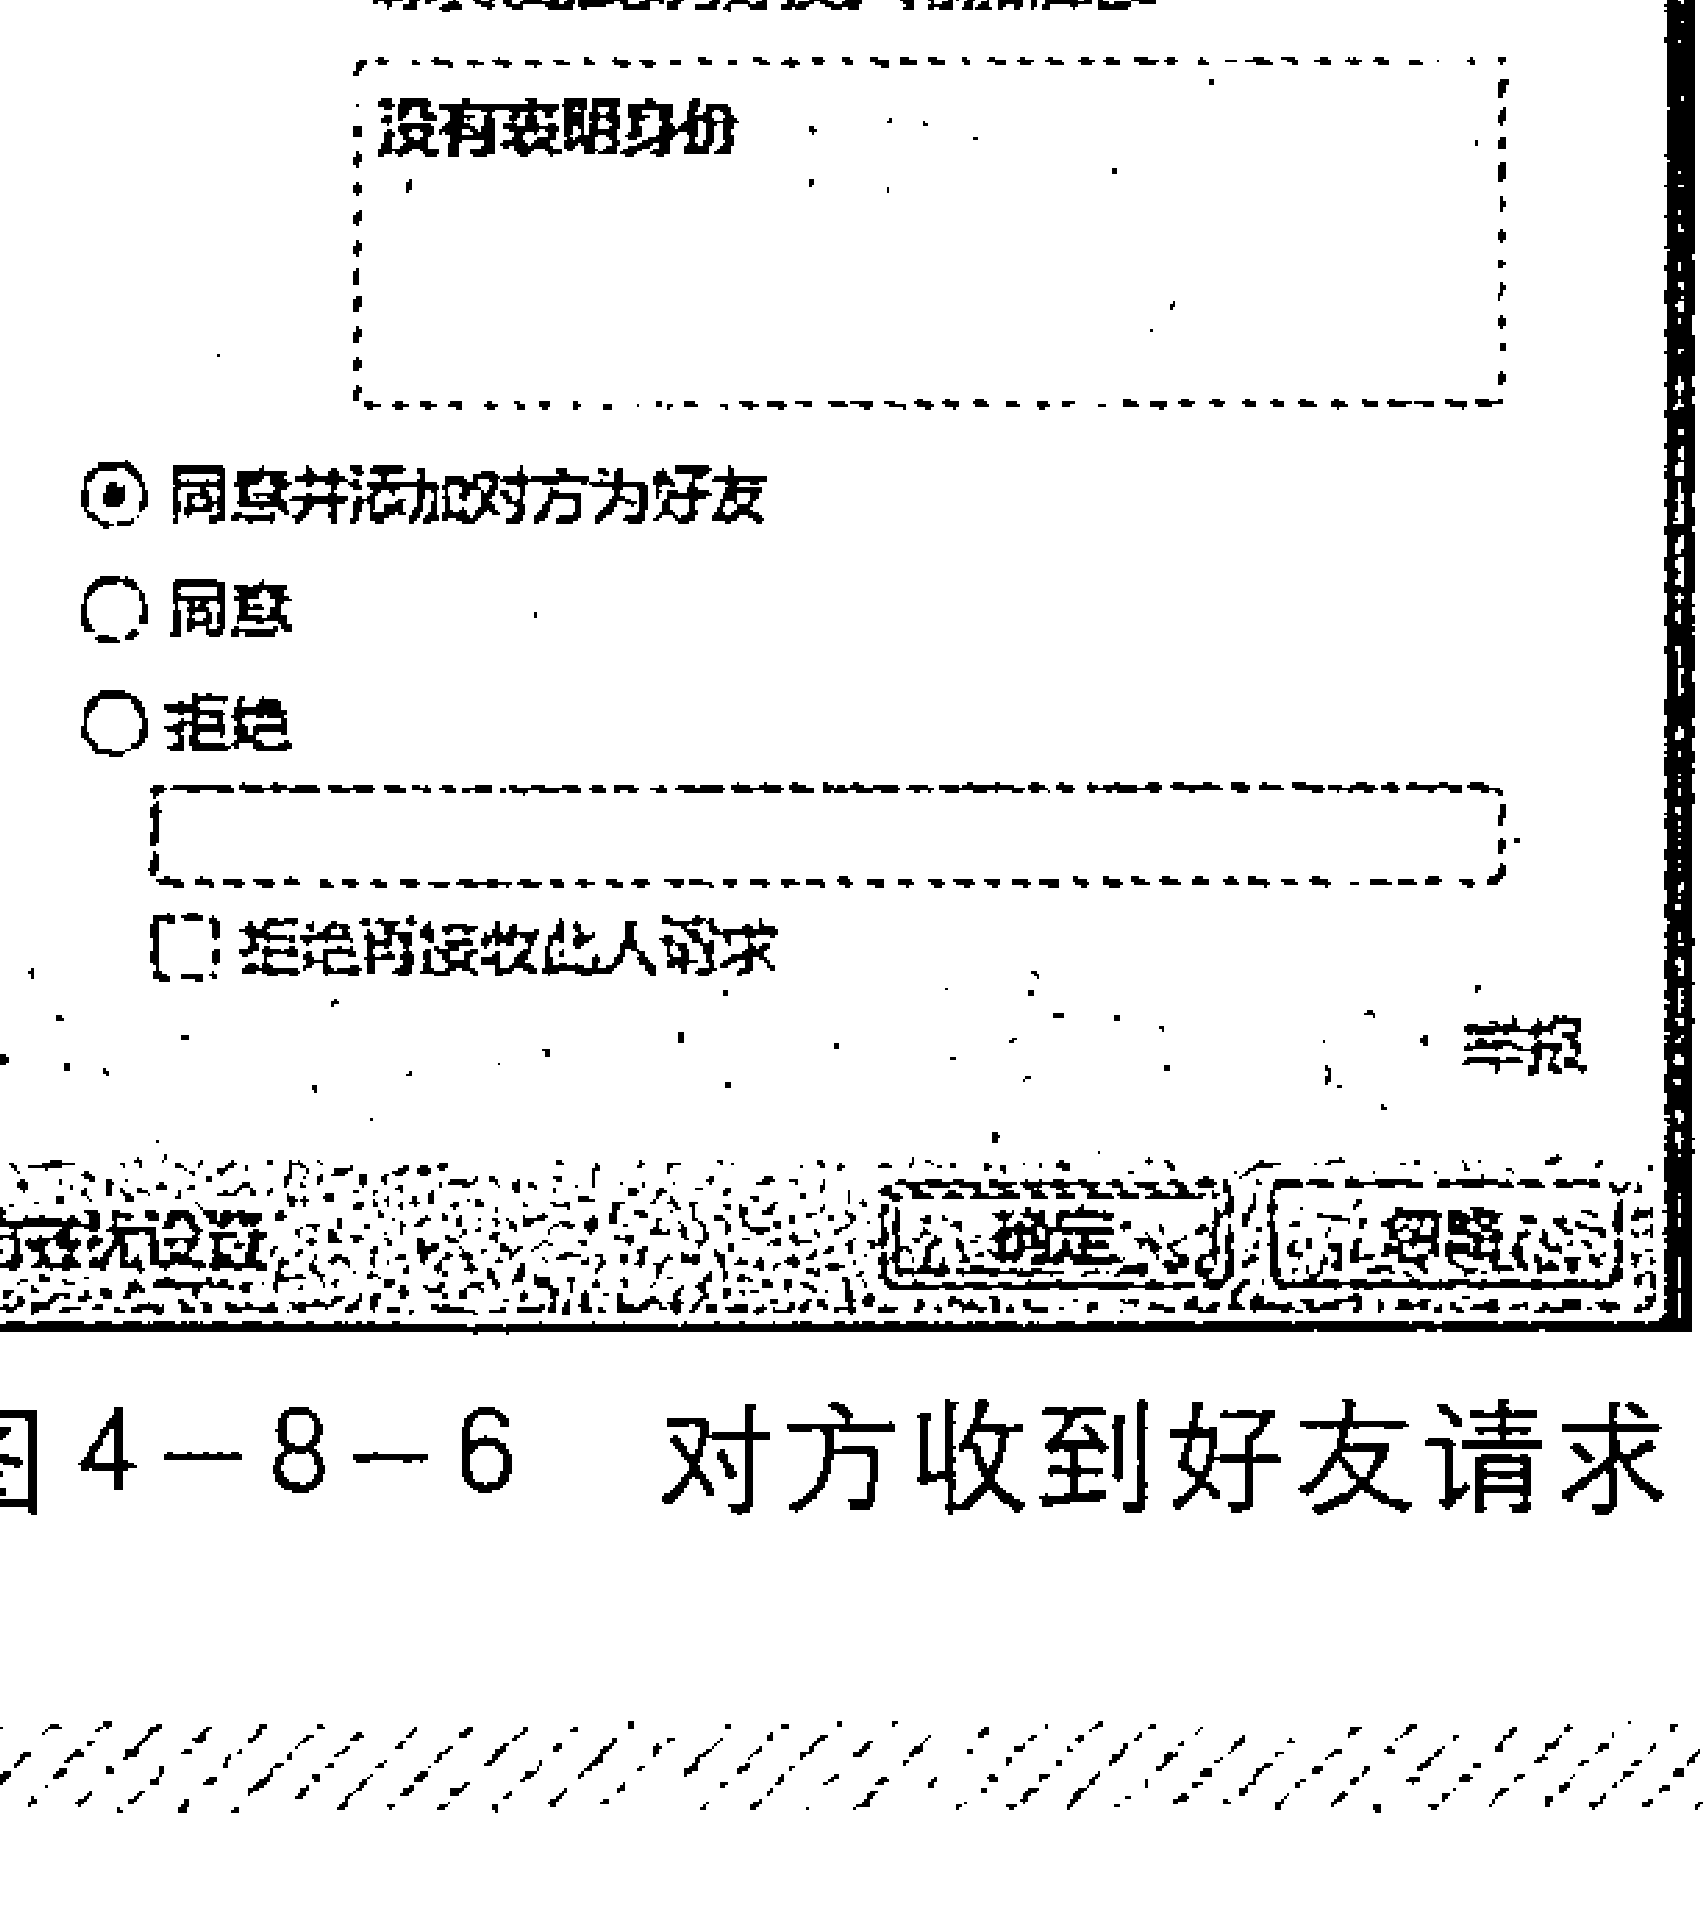 没有表明身份
同意并添加对方为好友
同意
拒绝
拒绝再接收此人请求
举报
确定 忽略
图4－8－6 对方收到好友请求